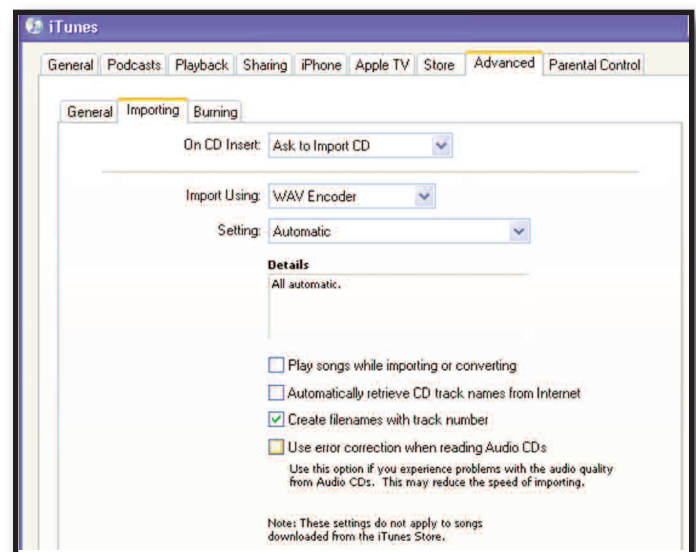 iTunes
General Podcasts Playback Sharing iPhone Apple TV Store Advanced Parental Control
General Importing Burning
On CD Insert: Ask to Import CD
Import Using: WAV Encoder
Setting: Automatic
Details
All automatic.
Play songs while importing or converting
Automatically retrieve CD track names from Internet
Create filenames with track number
Use error correction when reading Audio CDs
Use this option if you experience problems with the audio quality
from Audio CDs. This may reduce the speed of importing.
Note: These settings do not apply to songs
downloaded from the iTunes Store.